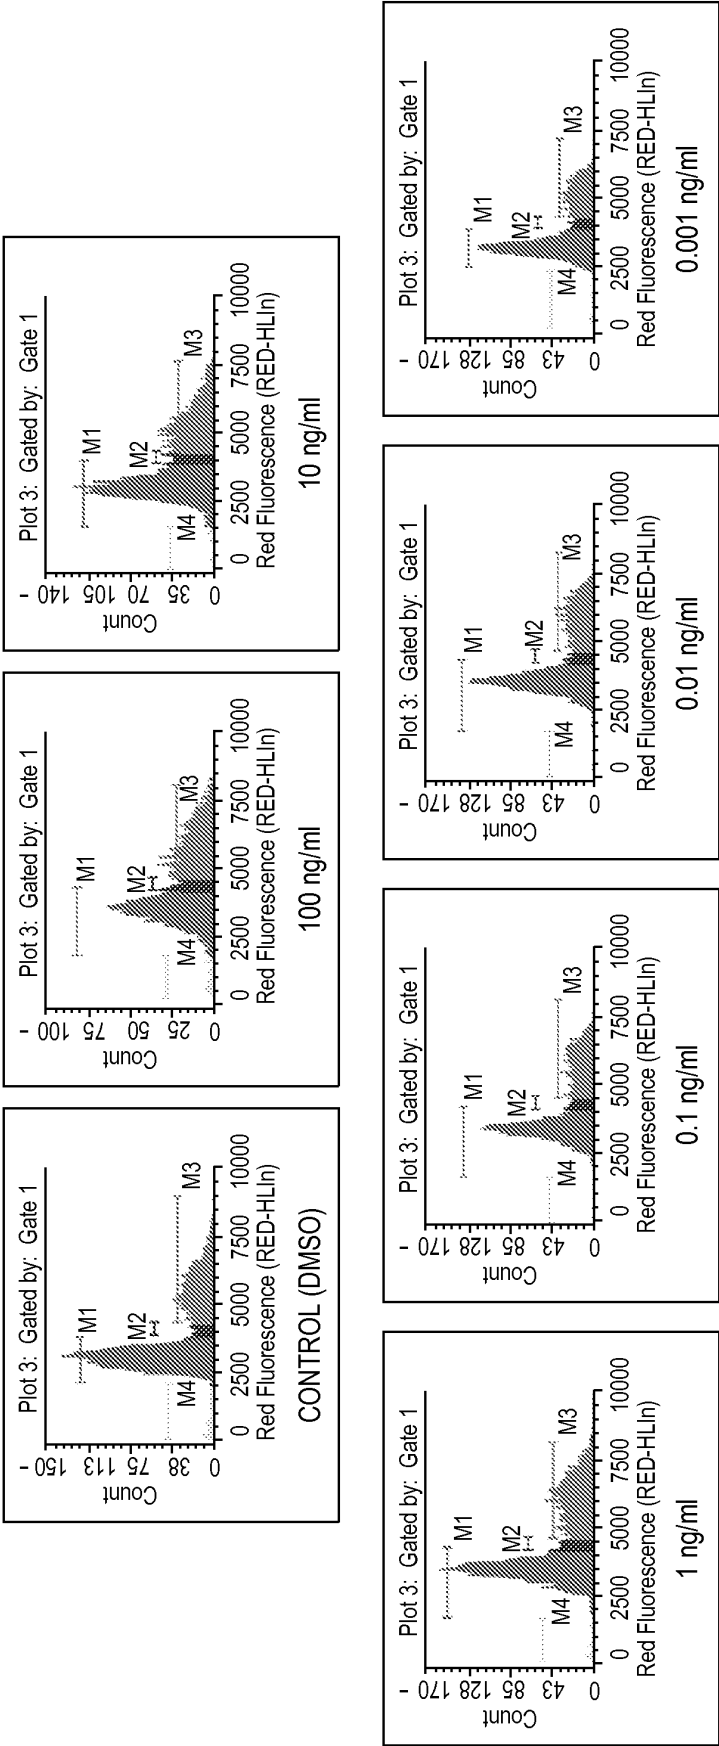 Plot 3: Gated by: Gate 1
150
113
75
38
0
Count
M1
M2
M3
M4
0 2500 5000 7500 10000
Red Fluorescence (RED-HLIn)
CONTROL (DMSO)
Plot 3: Gated by: Gate 1
100
75
50
25
0
Count
M1
M2
M3
M4
0 2500 5000 7500 10000
Red Fluorescence (RED-HLIn)
100 ng/ml
Plot 3: Gated by: Gate 1
140
105
70
35
0
Count
M1
M2
M3
M4
0 2500 5000 7500 10000
Red Fluorescence (RED-HLIn)
10 ng/ml
Plot 3: Gated by: Gate 1
170
128
85
43
0
Count
M1
M2
M3
M4
0 2500 5000 7500 10000
Red Fluorescence (RED-HLIn)
1 ng/ml
Plot 3: Gated by: Gate 1
170
128
85
43
0
Count
M1
M2
M3
M4
0 2500 5000 7500 10000
Red Fluorescence (RED-HLIn)
0.1 ng/ml
Plot 3: Gated by: Gate 1
170
128
85
43
0
Count
M1
M2
M3
M4
0 2500 5000 7500 10000
Red Fluorescence (RED-HLIn)
0.01 ng/ml
Plot 3: Gated by: Gate 1
170
128
85
43
0
Count
M1
M2
M3
M4
0 2500 5000 7500 10000
Red Fluorescence (RED-HLIn)
0.001 ng/ml